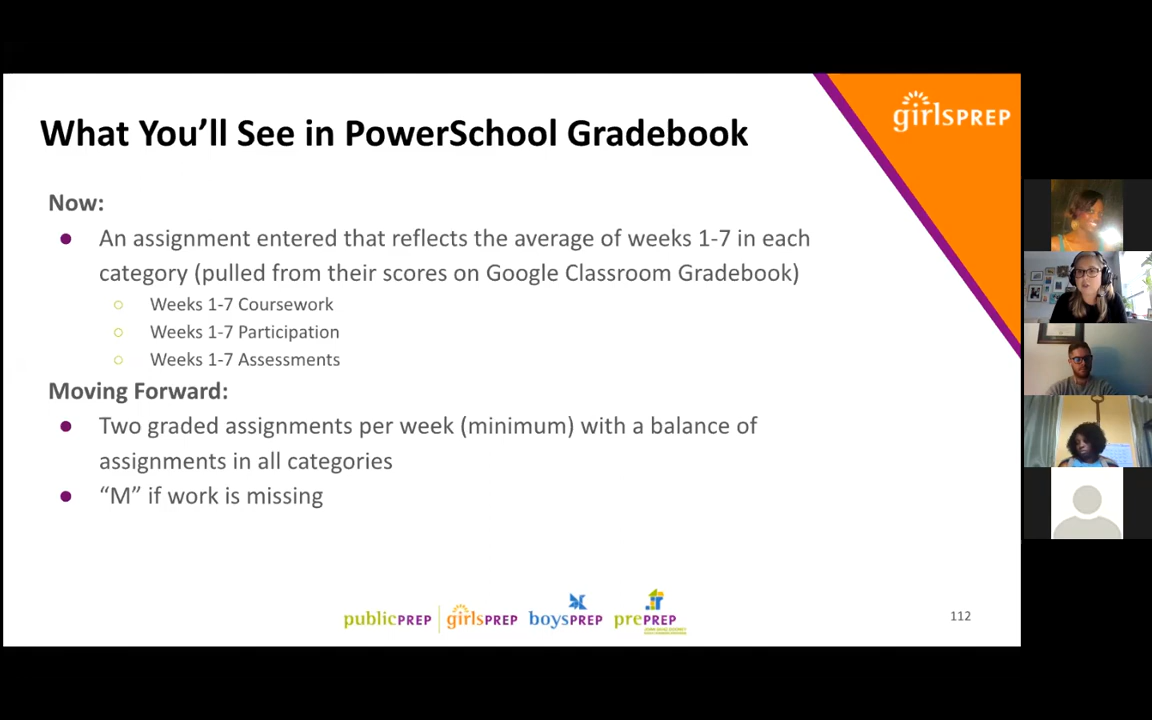 girlsPREP
What You'll See in PowerSchool Gradebook
Now:
● An assignment entered that reflects the average of weeks 1-7 in each
category (pulled from their scores on Google Classroom Gradebook)
○ Weeks 1-7 Coursework
○ Weeks 1-7 Participation
○ Weeks 1-7 Assessments
Moving Forward:
● Two graded assignments per week (minimum) with a balance of
assignments in all categories
● “M” if work is missing
publicPREP | girlsPREP boysPREP prePREP
112